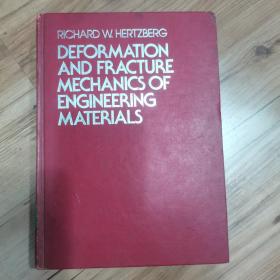 RICHARD W. HERTZBERG
DEFORMATION
AND FRACTURE
MECHANICS OF
ENGINEERING
MATERIALS